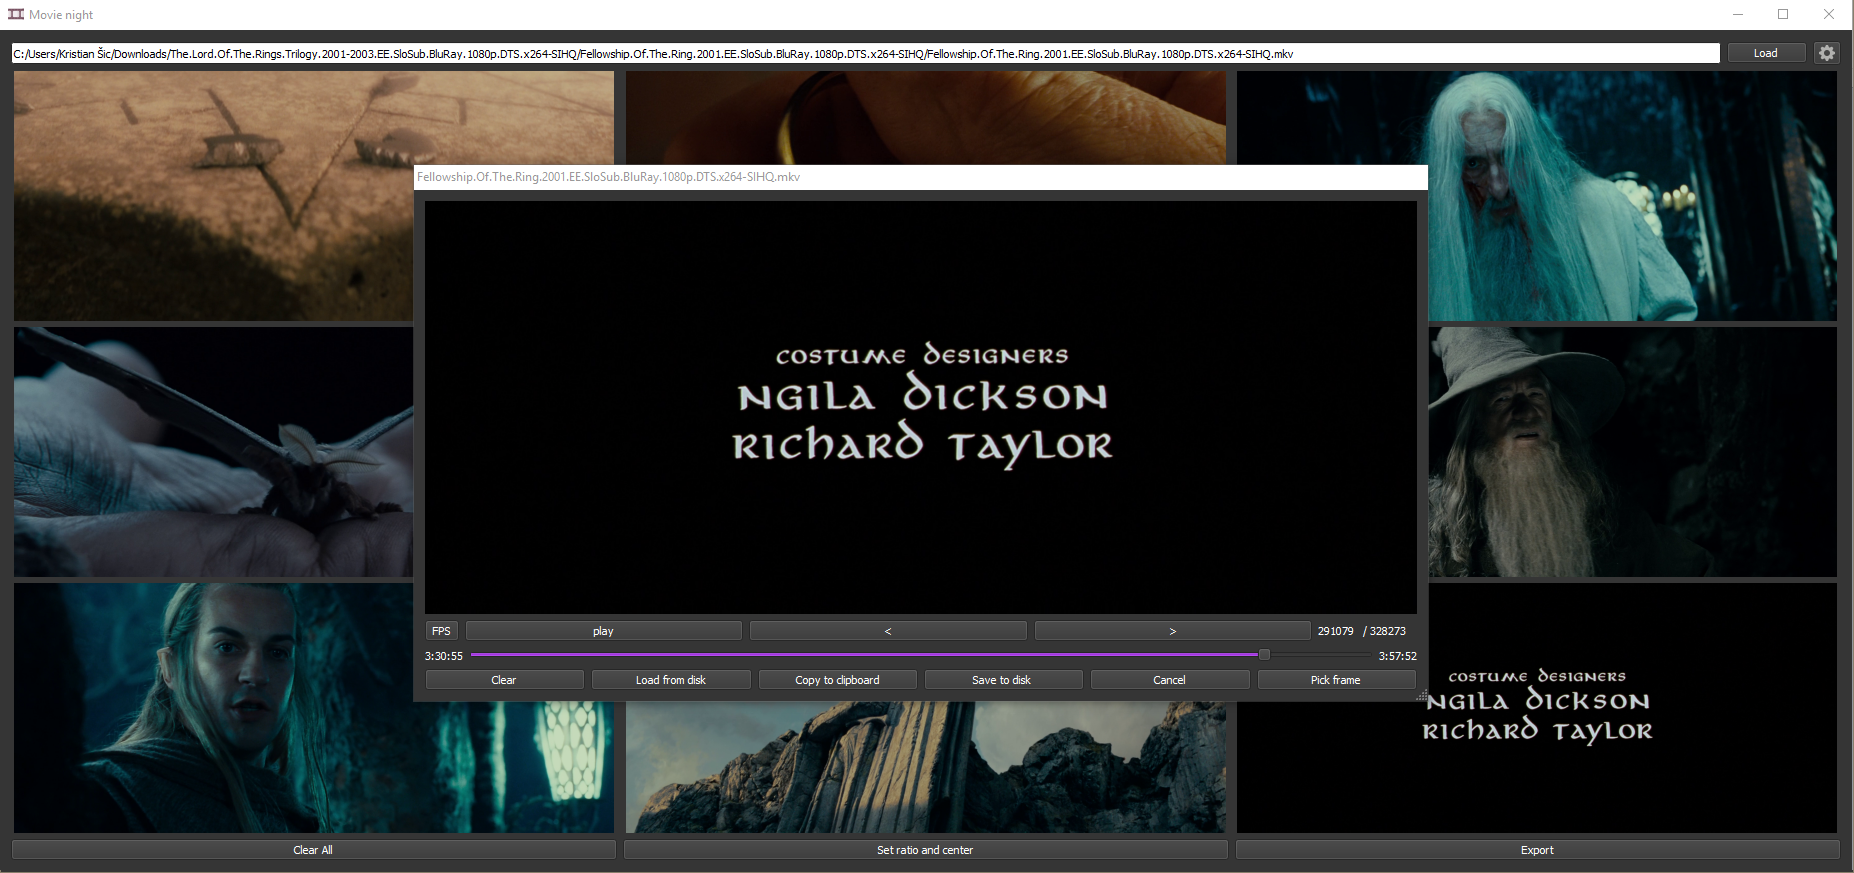 Movie night
C:/Users/Kristian Šic/Downloads/The.Lord.Of.The.Rings.Trilogy.2001-2003.EE.SloSub.BluRay.1080p.DTS.x264-SIHQ/Fellowship.Of.The.Ring.2001.EE.SloSub.BluRay.1080p.DTS.x264-SIHQ/Fellowship.Of.The.Ring.2001.EE.SloSub.BluRay.1080p.DTS.x264-SIHQ.mkv
Load
Fellowship.Of.The.Ring.2001.EE.SloSub.BluRay.1080p.DTS.x264-SIHQ.mkv
COSTUME DESIGNERS
NGILA DICKSON
RICHARD TAYLOR
FPS play < > 291079 / 328273
3:30:55 3:57:52
Clear Load from disk Copy to clipboard Save to disk Cancel Pick frame
COSTUME DESIGNERS
NGILA DICKSON
RICHARD TAYLOR
Clear All Set ratio and center Export